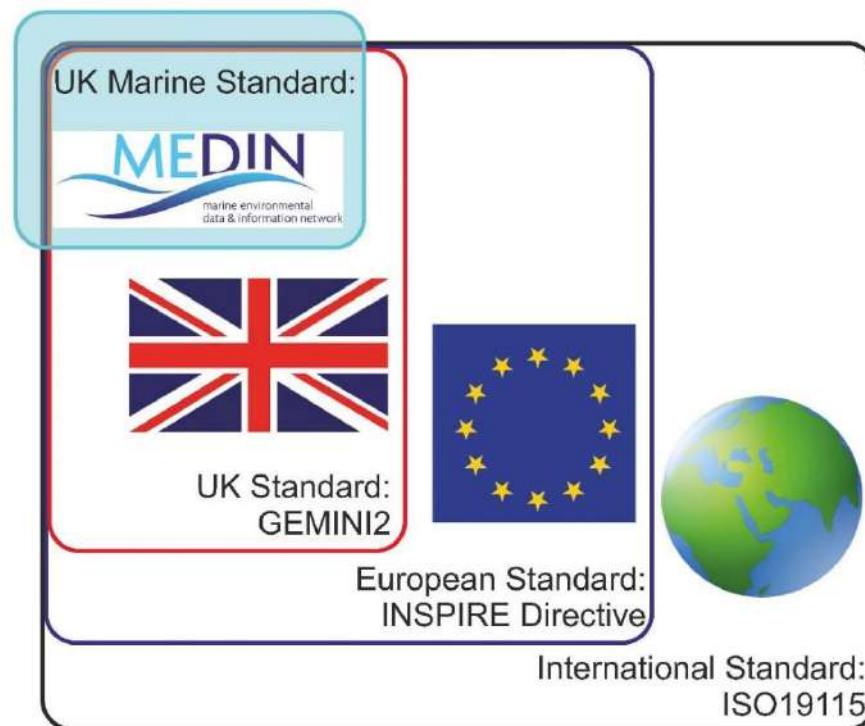 UK Marine Standard:
MEDIN
marine environmental
data & information network
UK Standard:
GEMINI2
European Standard:
INSPIRE Directive
International Standard:
ISO19115